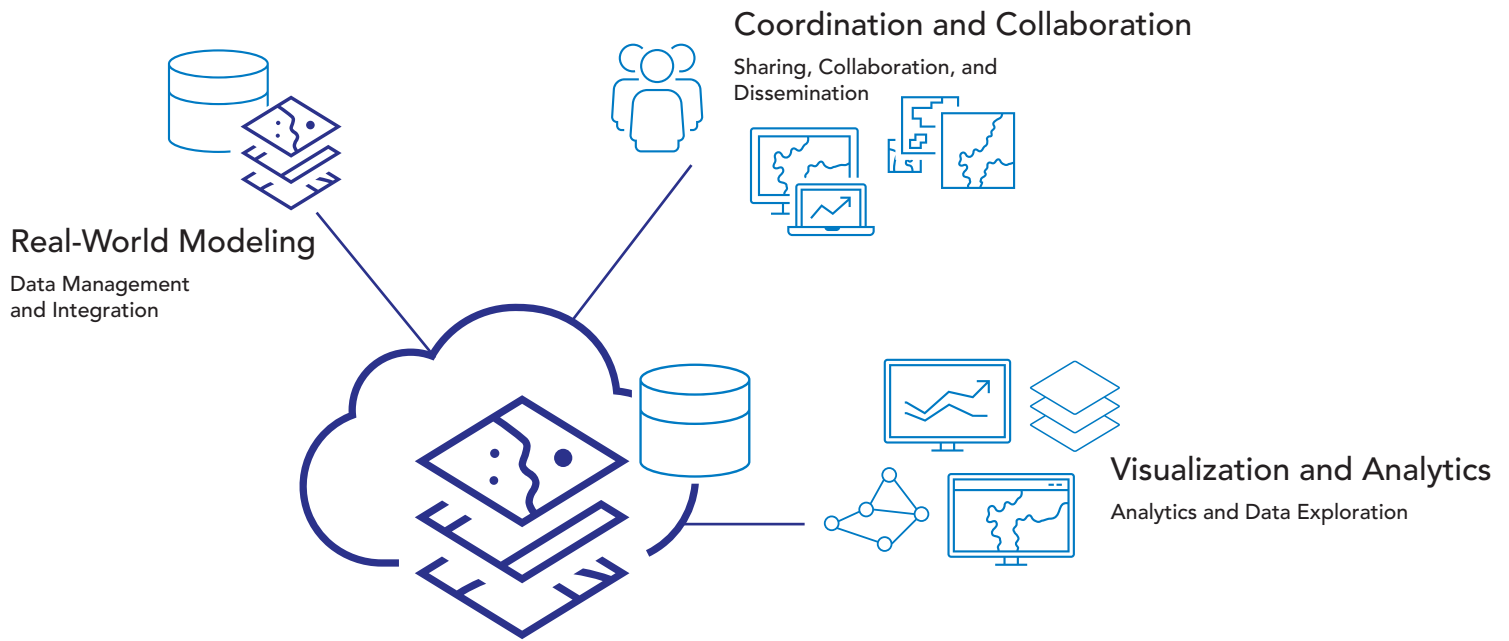 Coordination and Collaboration
Sharing, Collaboration, and
Dissemination
Real-World Modeling
Data Management
and Integration
Visualization and Analytics
Analytics and Data Exploration